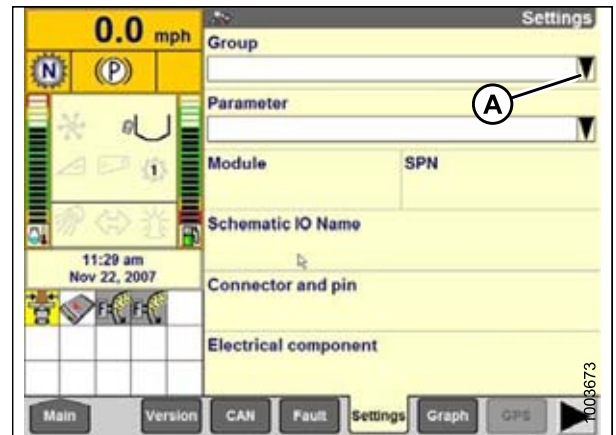 0.0 mph
N
(P)
1
11:29 am
Nov 22, 2007
F
F
Settings
Group
A
Parameter
Module SPN
Schematic IO Name
Connector and pin
Electrical component
Main Version CAN Fault Settings Graph GPS
1003673